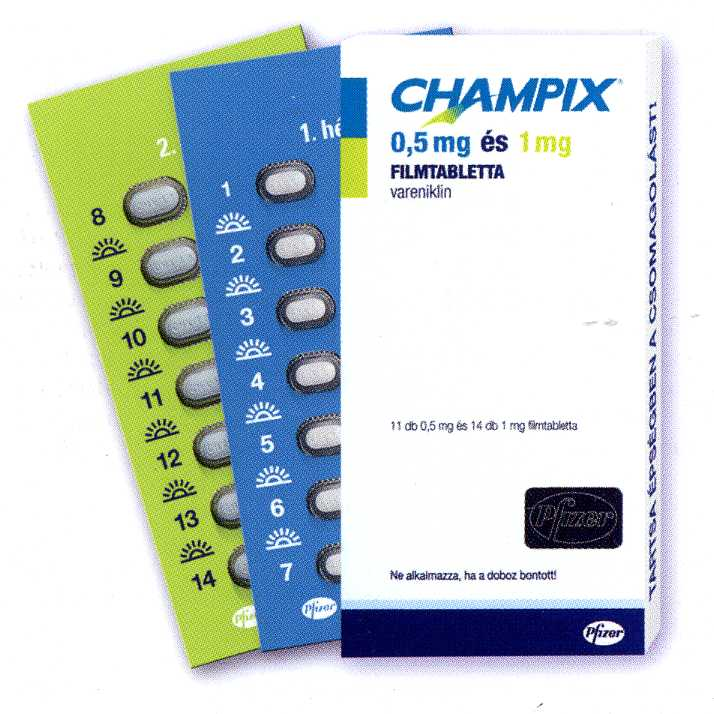 CHAMPIX®
0,5 mg és 1 mg
FILMTABLETTA
vareniklin
11 db 0,5 mg és 14 db 1 mg filmtabletta
Pfizer
Ne alkalmazza, ha a doboz bontott!
Pfizer
TARTSA ÉPSÉGBEN A CSOMAGOLÁST!
1. hé
1
2
3
4
5
6
7
Pfizer
2.
8
9
10
11
12
13
14